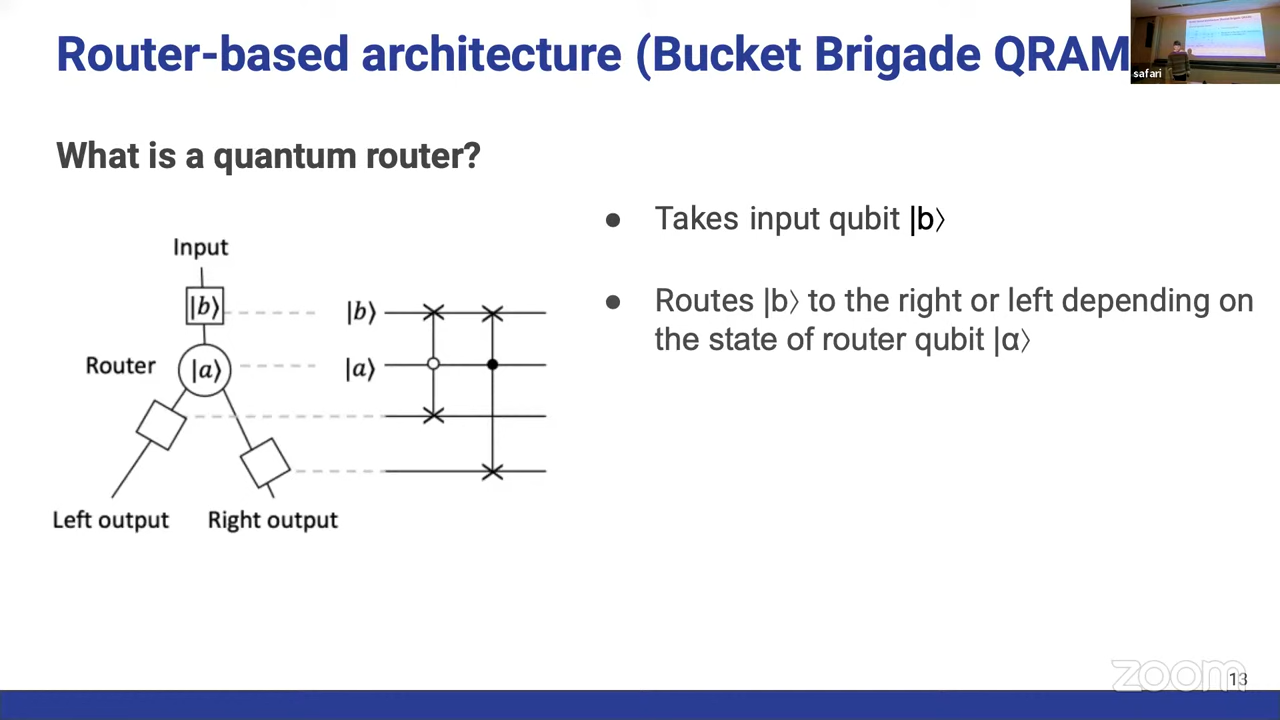 Router-based architecture (Bucket Brigade QRAM
safari
What is a quantum router?
● Takes input qubit |b⟩
● Routes |b⟩ to the right or left depending on
the state of router qubit |α⟩
Input
|b⟩
|b⟩
Router
|a⟩
|a⟩
Left output
Right output
zoom
13